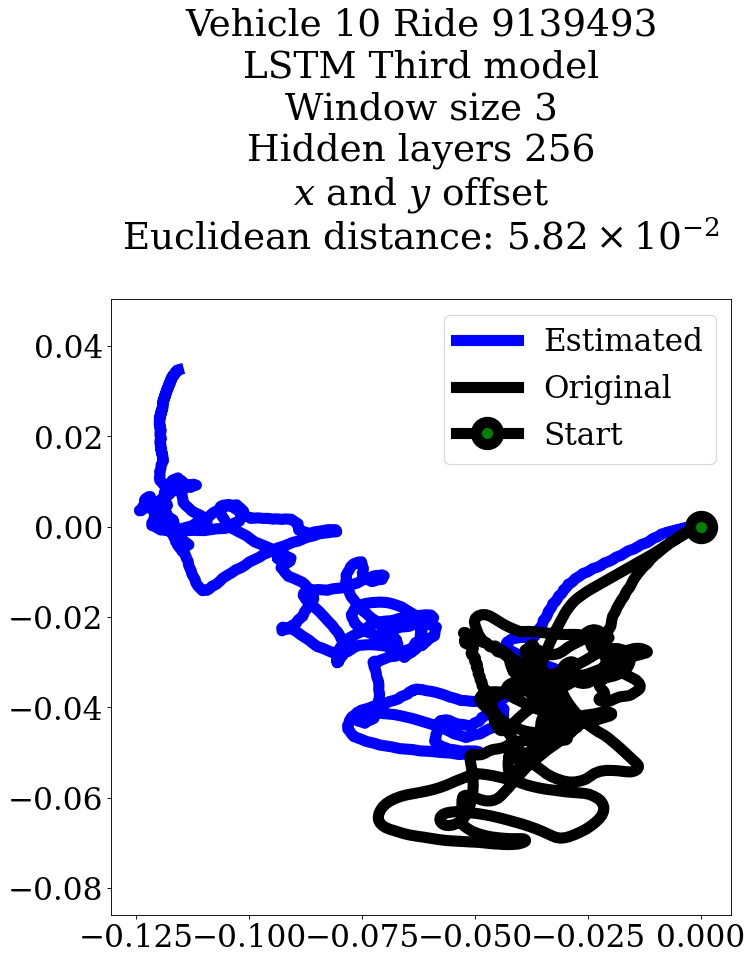 Vehicle 10 Ride 9139493
LSTM Third model
Window size 3
Hidden layers 256
x and y offset
Euclidean distance: 5.82 × 10⁻²
Estimated
Original
Start
0.04
0.02
0.00
−0.02
−0.04
−0.06
−0.08
−0.125 −0.100 −0.075 −0.050 −0.025 0.000